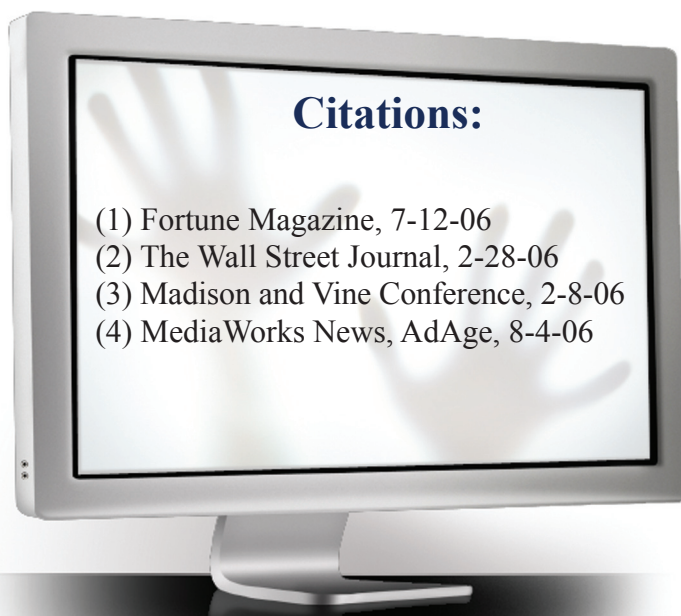 Citations:
(1) Fortune Magazine, 7-12-06
(2) The Wall Street Journal, 2-28-06
(3) Madison and Vine Conference, 2-8-06
(4) MediaWorks News, AdAge, 8-4-06